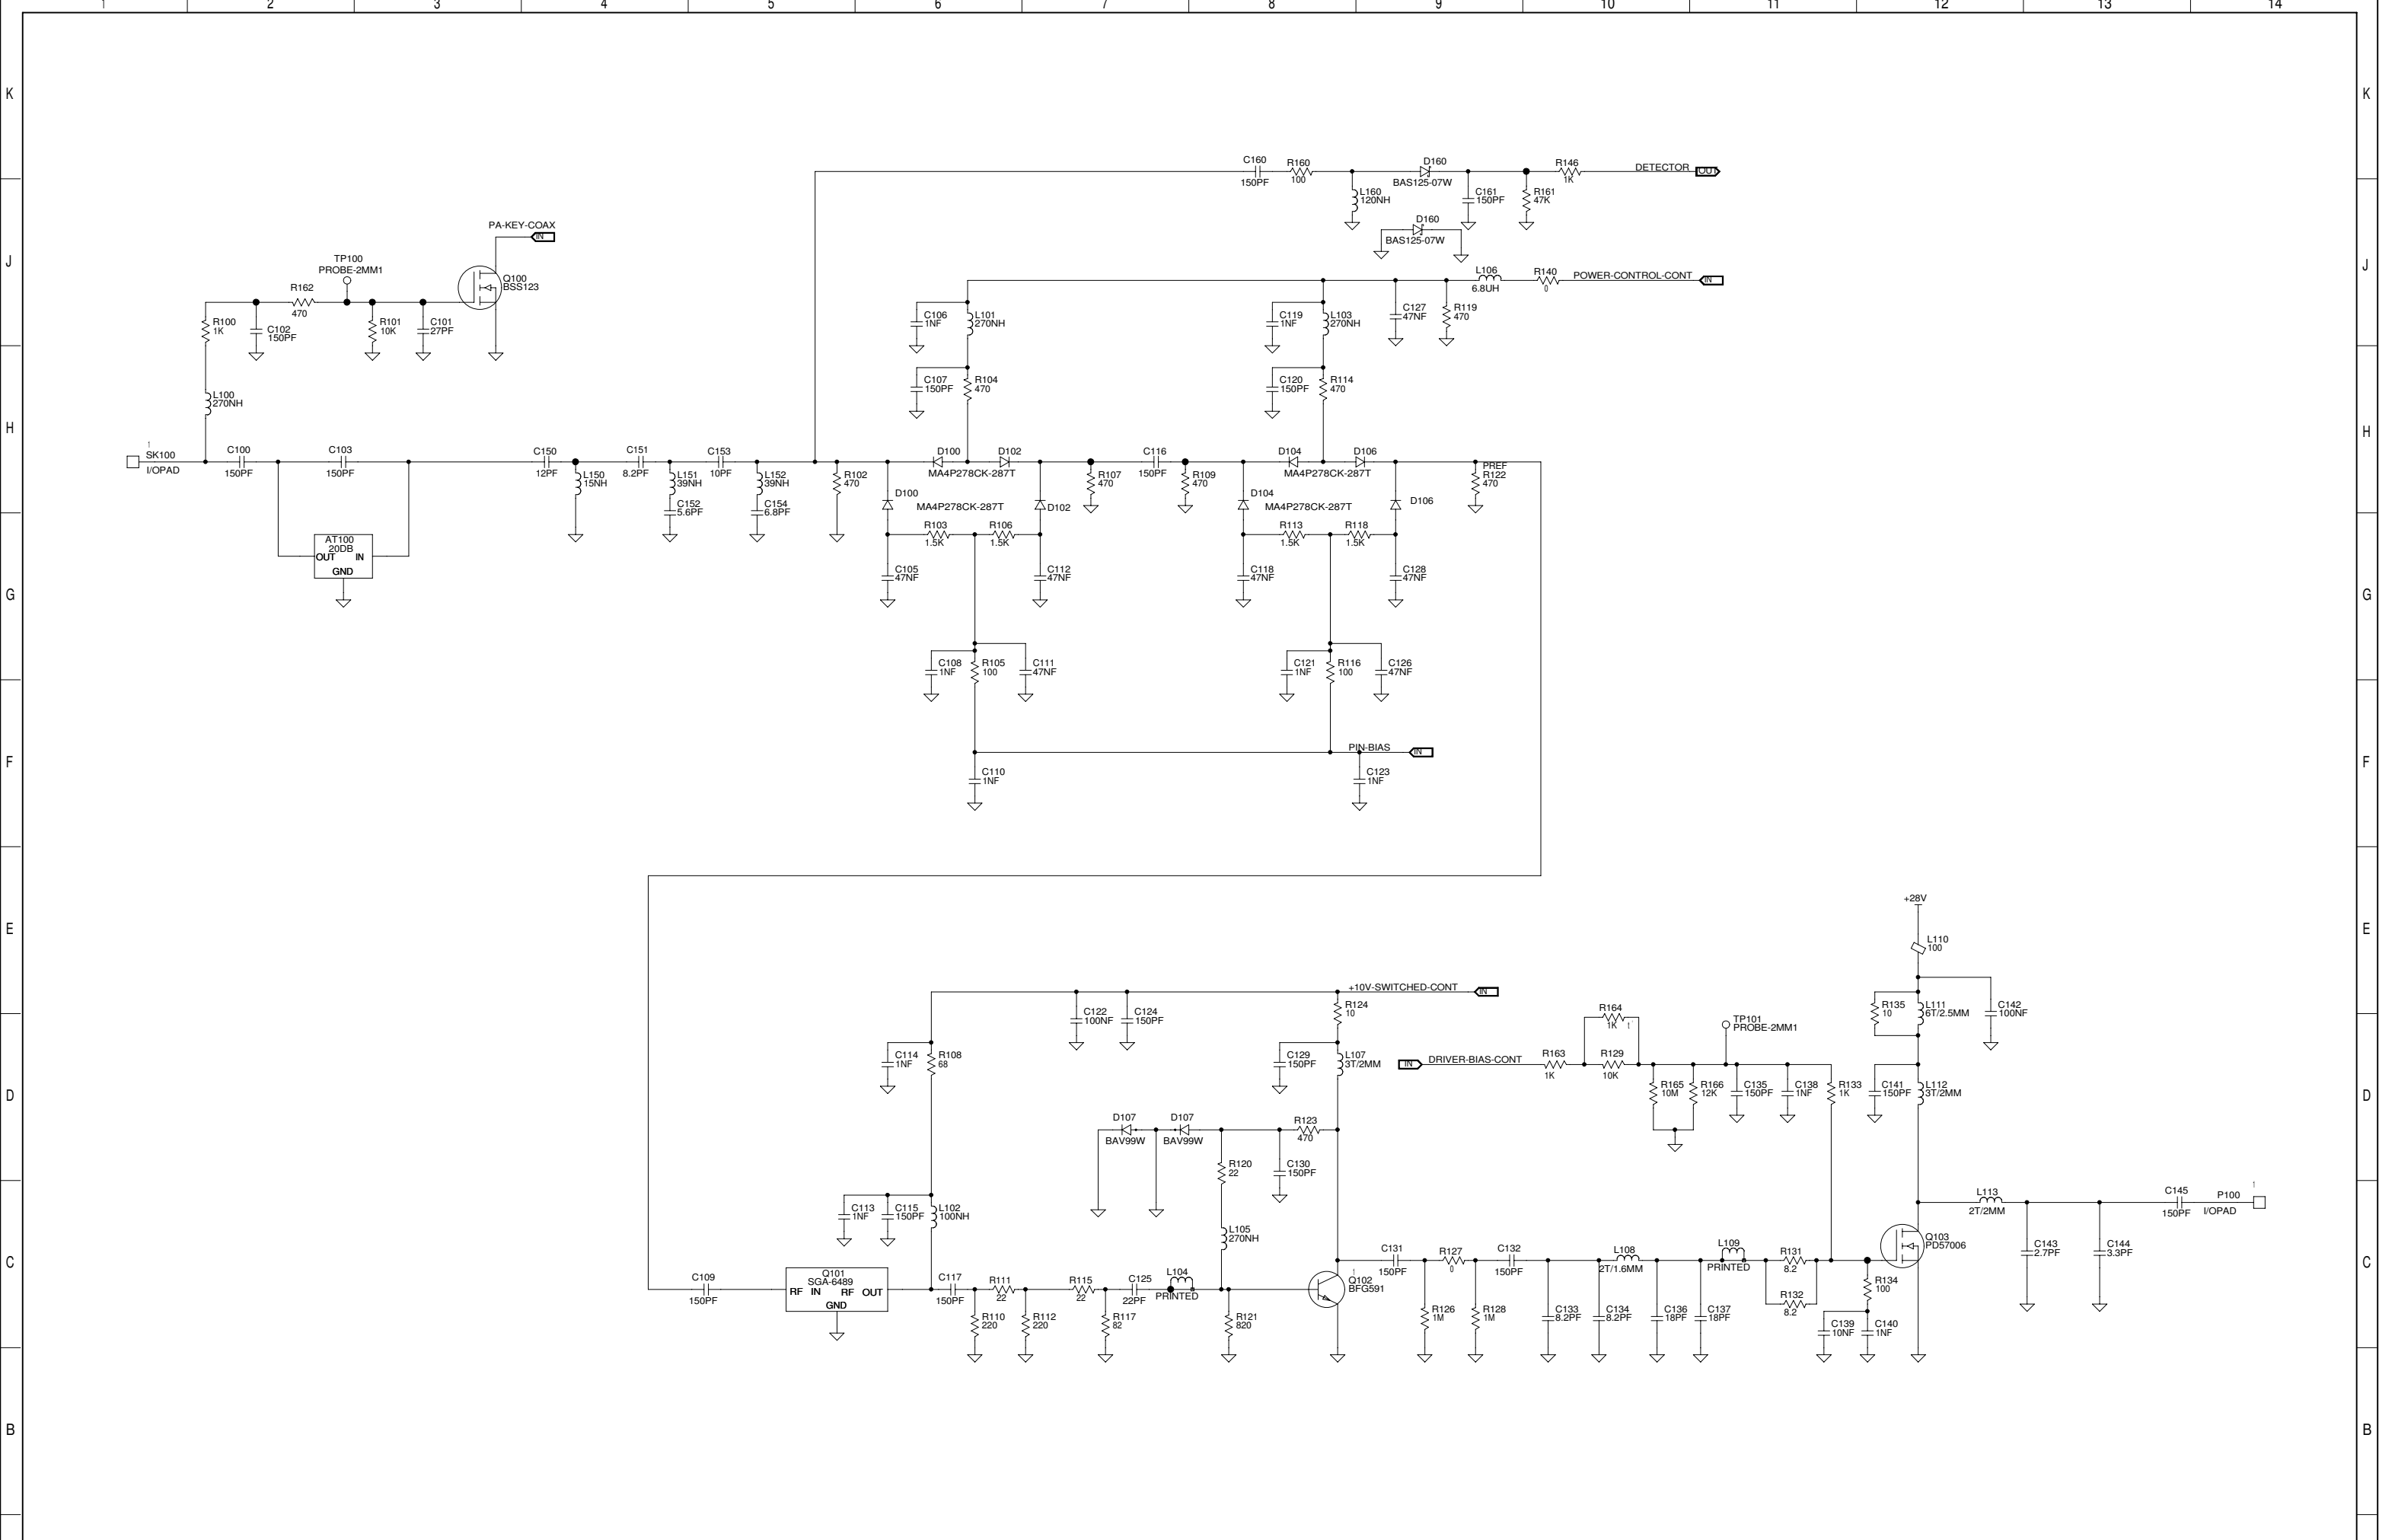 1 2 3 4 5 6 7 8 9 10 11 12 13 14
K K
C160
150PF
R160
100
D160
BAS125-07W
R146
1K
DETECTOR
OUT
L160
120NH
C161
150PF
R161
47K
D160
BAS125-07W
PA-KEY-COAX
IN
J J
TP100
PROBE-2MM1
Q100
BSS123
R162
470
R100
1K
C102
150PF
R101
10K
C101
27PF
L106
6.8UH
R140
0
POWER-CONTROL-CONT
IN
C106
1NF
L101
270NH
C119
1NF
L103
270NH
C127
47NF
R119
470
C107
150PF
R104
470
C120
150PF
R114
470
L100
270NH
H H
1
SK100
I/OPAD
C100
150PF
C103
150PF
C150
12PF
L150
15NH
C151
8.2PF
L151
39NH
C152
5.6PF
C153
10PF
L152
39NH
C154
6.8PF
R102
470
D100
D102
MA4P278CK-287T
D100
MA4P278CK-287T
D102
R107
470
C116
150PF
R109
470
D104
D106
MA4P278CK-287T
D104
MA4P278CK-287T
D106
PREF
R122
470
AT100
20DB
OUT IN
GND
R103
1.5K
R106
1.5K
R113
1.5K
R118
1.5K
C105
47NF
C112
47NF
C118
47NF
C128
47NF
G G
C108
1NF
R105
100
C111
47NF
C121
1NF
R116
100
C126
47NF
PIN-BIAS
IN
F F
C110
1NF
C123
1NF
E E
+28V
L110
100
+10V-SWITCHED-CONT
IN
R124
10
C122
100NF
C124
150PF
R164
1K
1
TP101
PROBE-2MM1
R135
10
L111
6T/2.5MM
C142
100NF
C114
1NF
R108
68
C129
150PF
L107
3T/2MM
IN
DRIVER-BIAS-CONT
R163
1K
R129
10K
D D
R165
10M
R166
12K
C135
150PF
C138
1NF
R133
1K
C141
150PF
L112
3T/2MM
D107
BAV99W
D107
BAV99W
R123
470
R120
22
C130
150PF
C113
1NF
C115
150PF
L102
100NH
L105
270NH
L113
2T/2MM
C145
150PF
1
P100
I/OPAD
C C
C109
150PF
Q101
SGA-6489
RF IN RF OUT
GND
C117
150PF
R111
22
R115
22
C125
22PF
L104
PRINTED
1
Q102
BFG591
C131
150PF
R127
0
C132
150PF
L108
2T/1.6MM
L109
PRINTED
R131
8.2
R132
8.2
Q103
PD57006
C143
2.7PF
C144
3.3PF
R134
100
R110
220
R112
220
R117
82
R121
820
R126
1M
R128
1M
C133
8.2PF
C134
8.2PF
C136
18PF
C137
18PF
C139
10NF
C140
1NF
B B